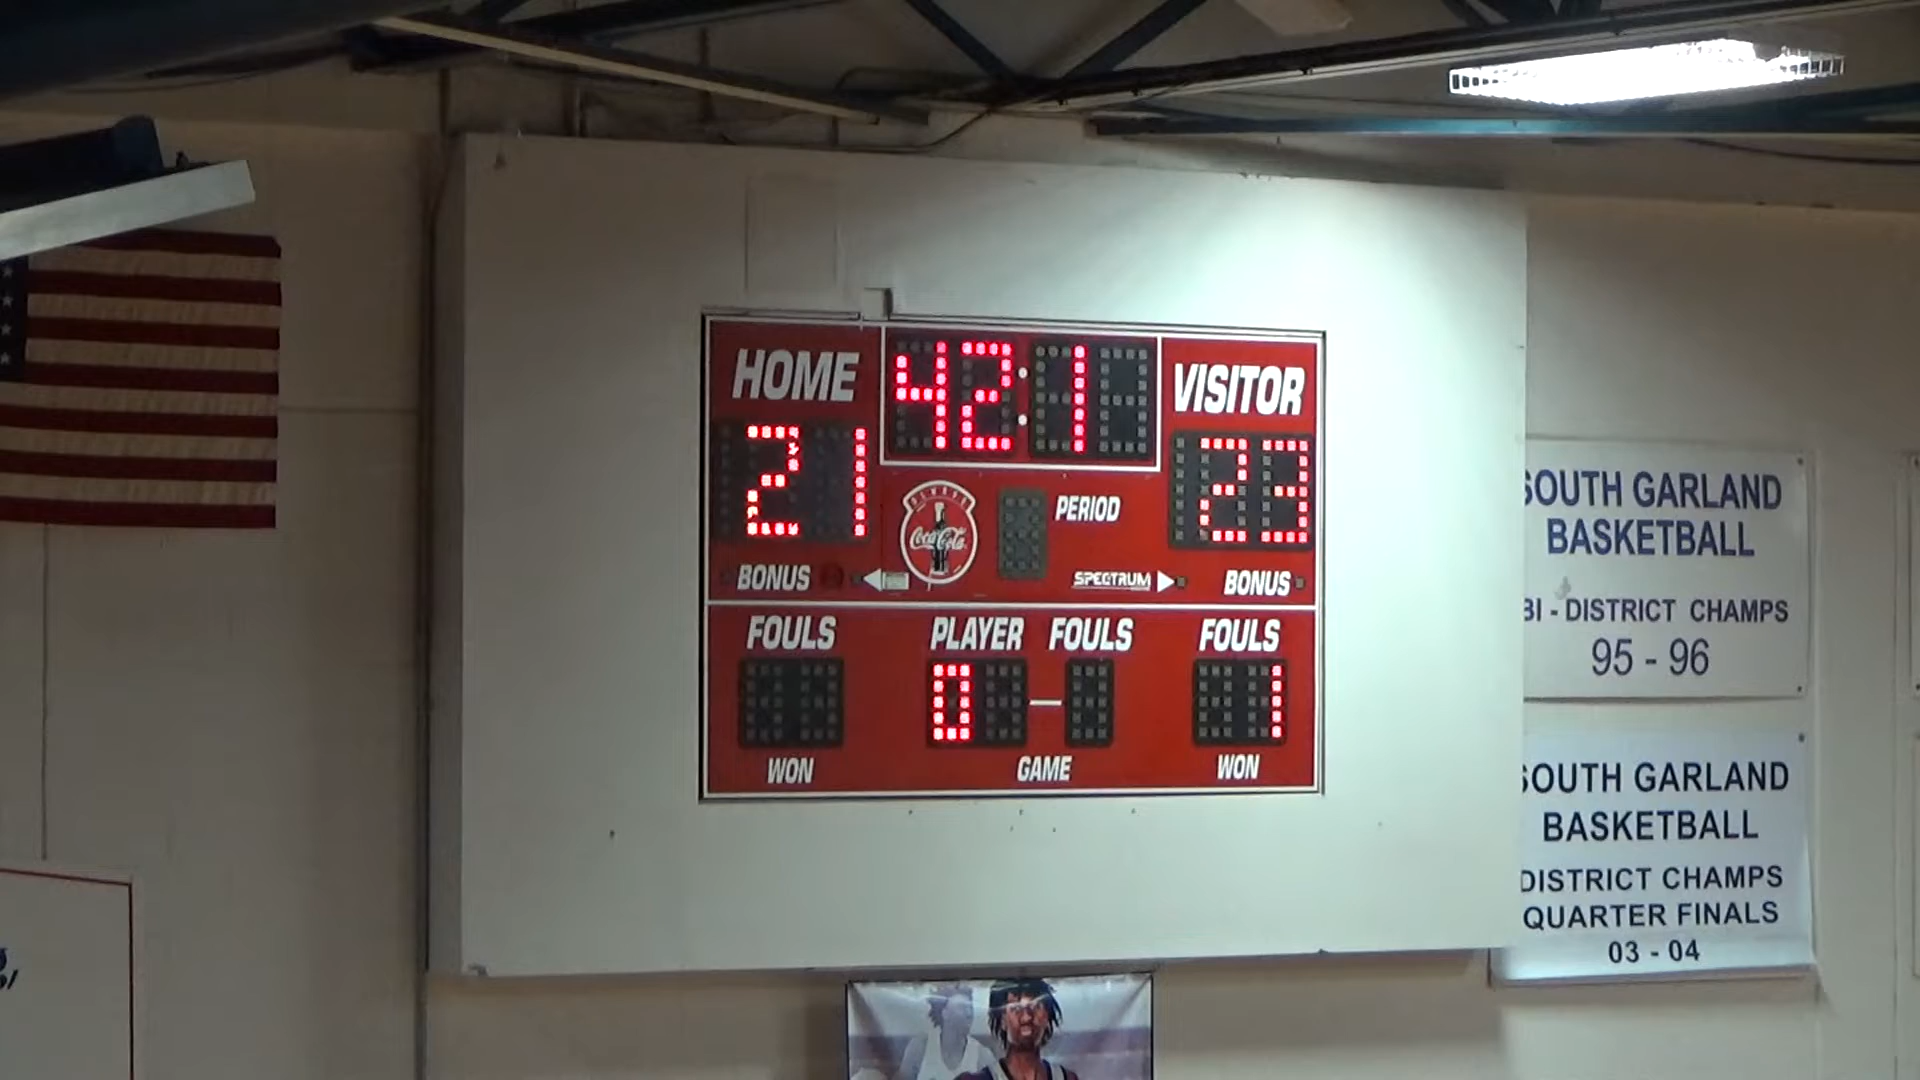 HOME
42:1
VISITOR
21
23
ALWAYS
Coca-Cola
PERIOD
BONUS
SPECTRUM
BONUS
FOULS
PLAYER FOULS
FOULS
0
1
WON
GAME
WON
SOUTH GARLAND
BASKETBALL
BI - DISTRICT CHAMPS
95 - 96
SOUTH GARLAND
BASKETBALL
DISTRICT CHAMPS
QUARTER FINALS
03 - 04